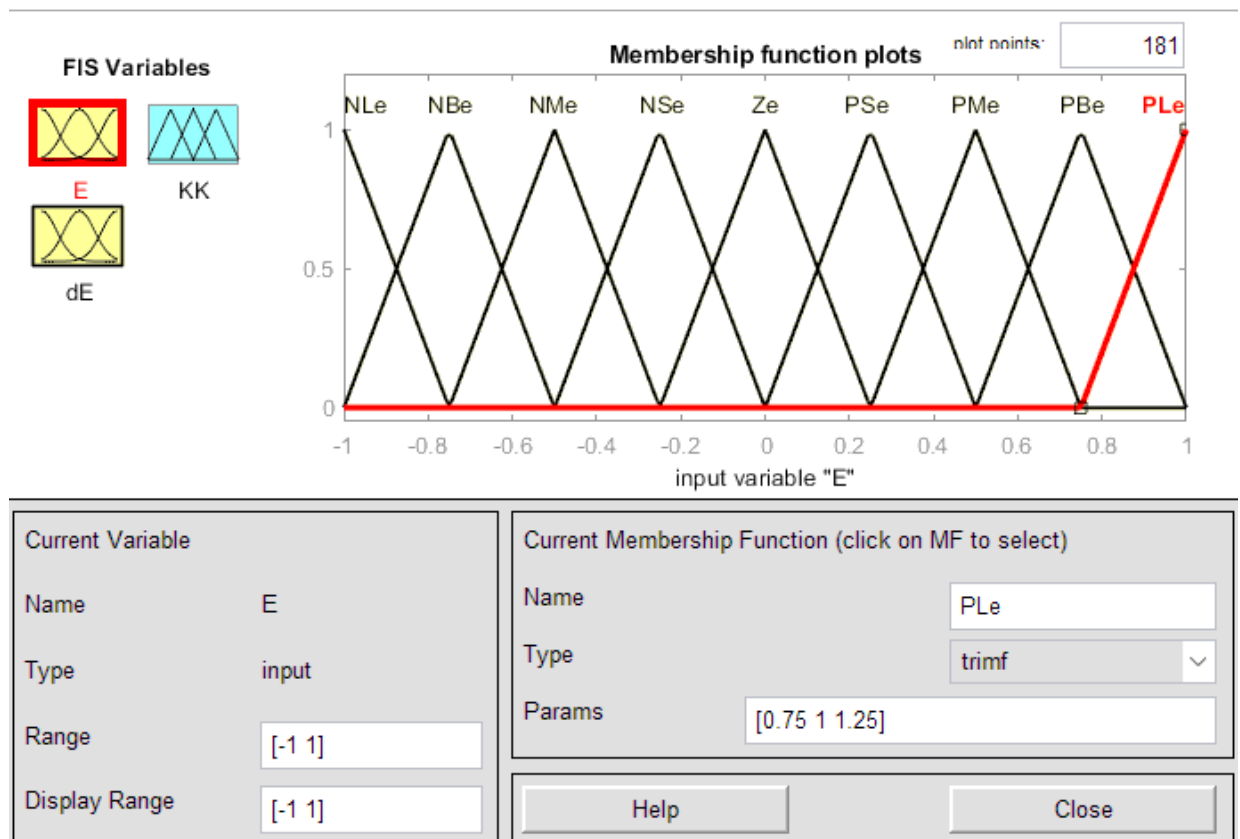 FIS Variables
E
KK
dE
Membership function plots
plot points:
181
NLe NBe NMe NSe Ze PSe PMe PBe PLe
1
0.5
0
-1 -0.8 -0.6 -0.4 -0.2 0 0.2 0.4 0.6 0.8 1
input variable "E"
Current Variable
Name E
Type input
Range [-1 1]
Display Range [-1 1]
Current Membership Function (click on MF to select)
Name PLe
Type trimf
Params [0.75 1 1.25]
Help
Close